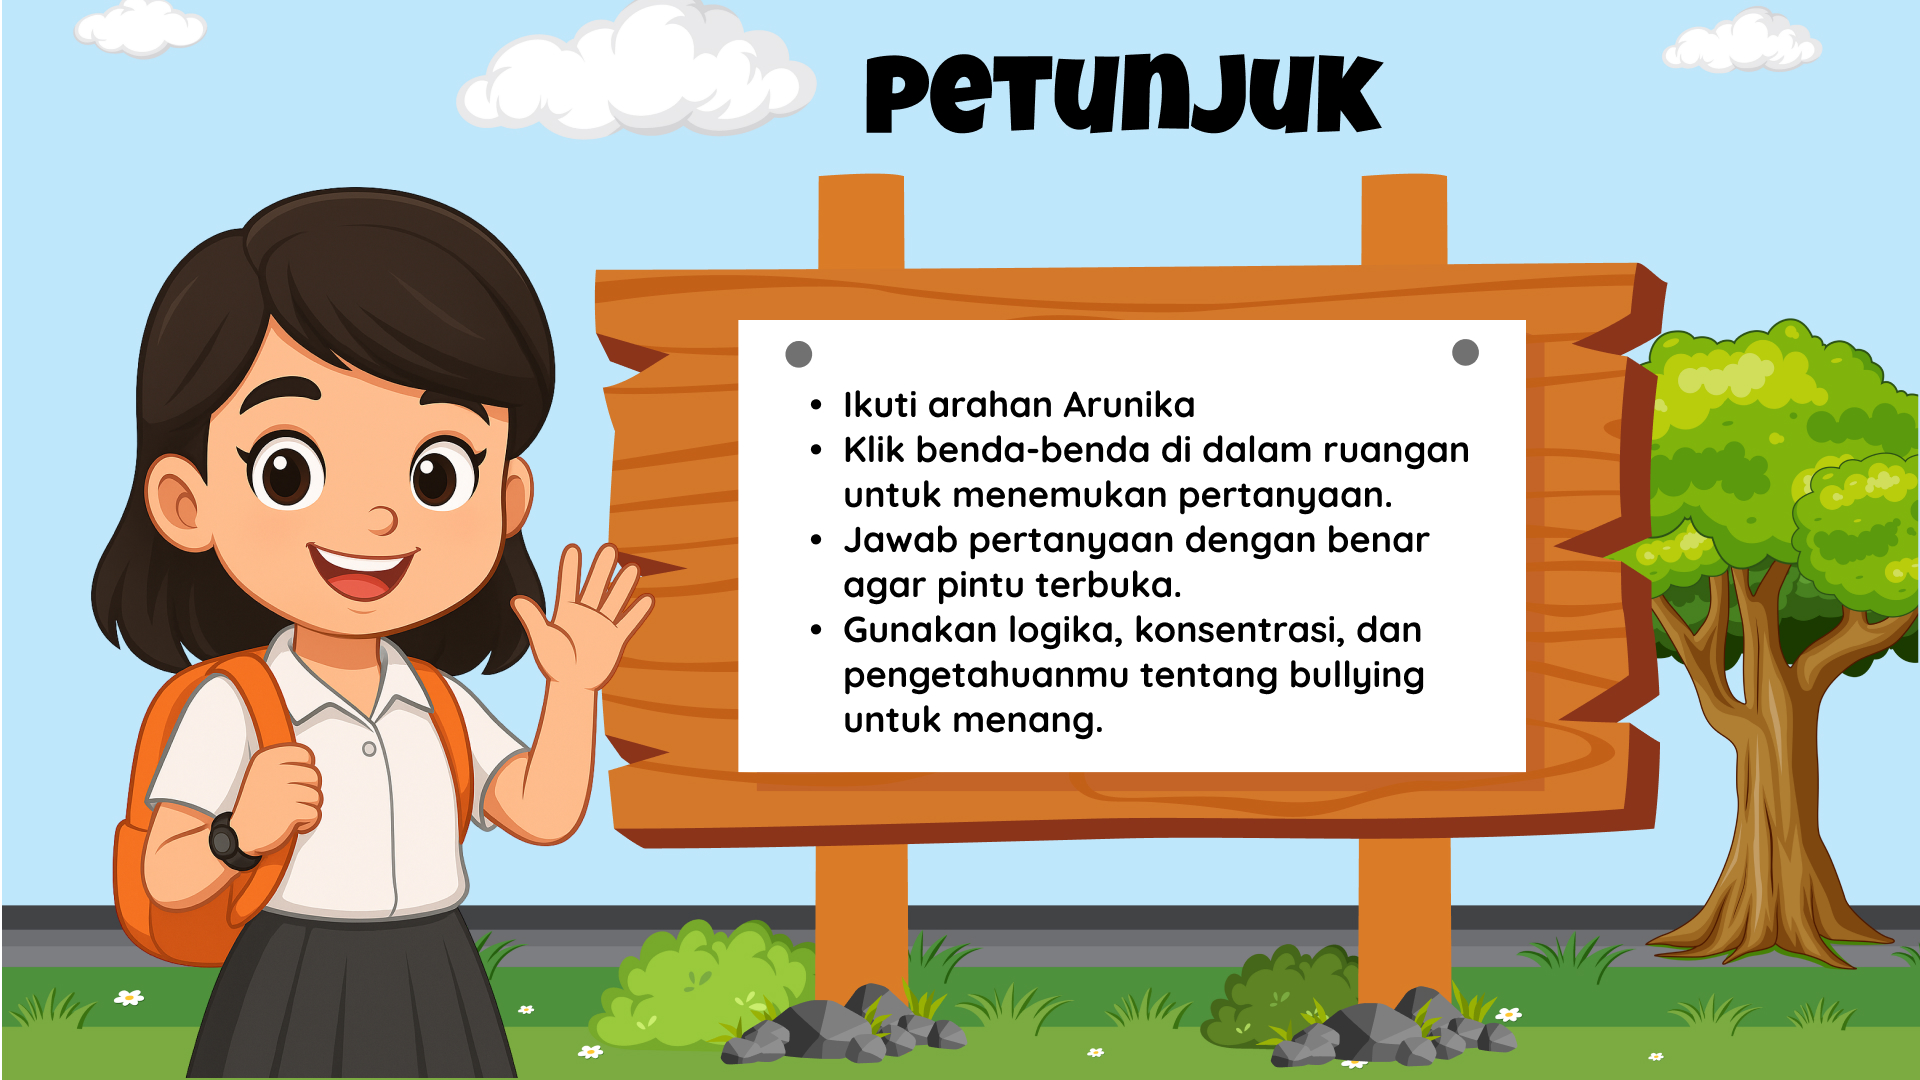 Petunjuk
• Ikuti arahan Arunika
• Klik benda-benda di dalam ruangan
untuk menemukan pertanyaan.
• Jawab pertanyaan dengan benar
agar pintu terbuka.
• Gunakan logika, konsentrasi, dan
pengetahuanmu tentang bullying
untuk menang.